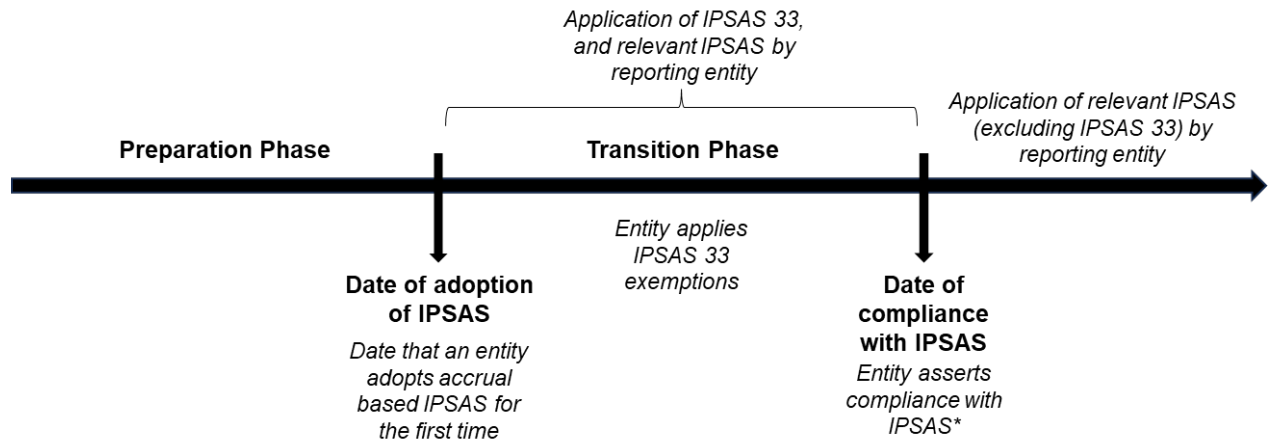 Application of IPSAS 33,
and relevant IPSAS by
reporting entity
Application of relevant IPSAS
(excluding IPSAS 33) by
reporting entity
Preparation Phase
Transition Phase
Entity applies
IPSAS 33
exemptions
Date of adoption
of IPSAS
Date that an entity
adopts accrual
based IPSAS for
the first time
Date of
compliance
with IPSAS
Entity asserts
compliance with
IPSAS*